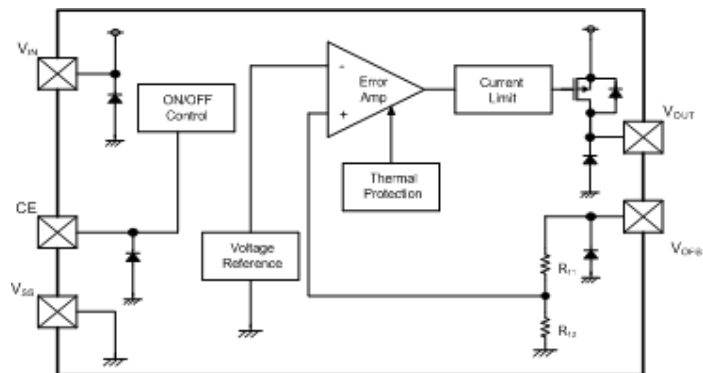 VIN
ON/OFF
Control
CE
VSS
Voltage
Reference
-
Error
Amp
+
Thermal
Protection
Current
Limit
VOUT
VOFB
R11
R12